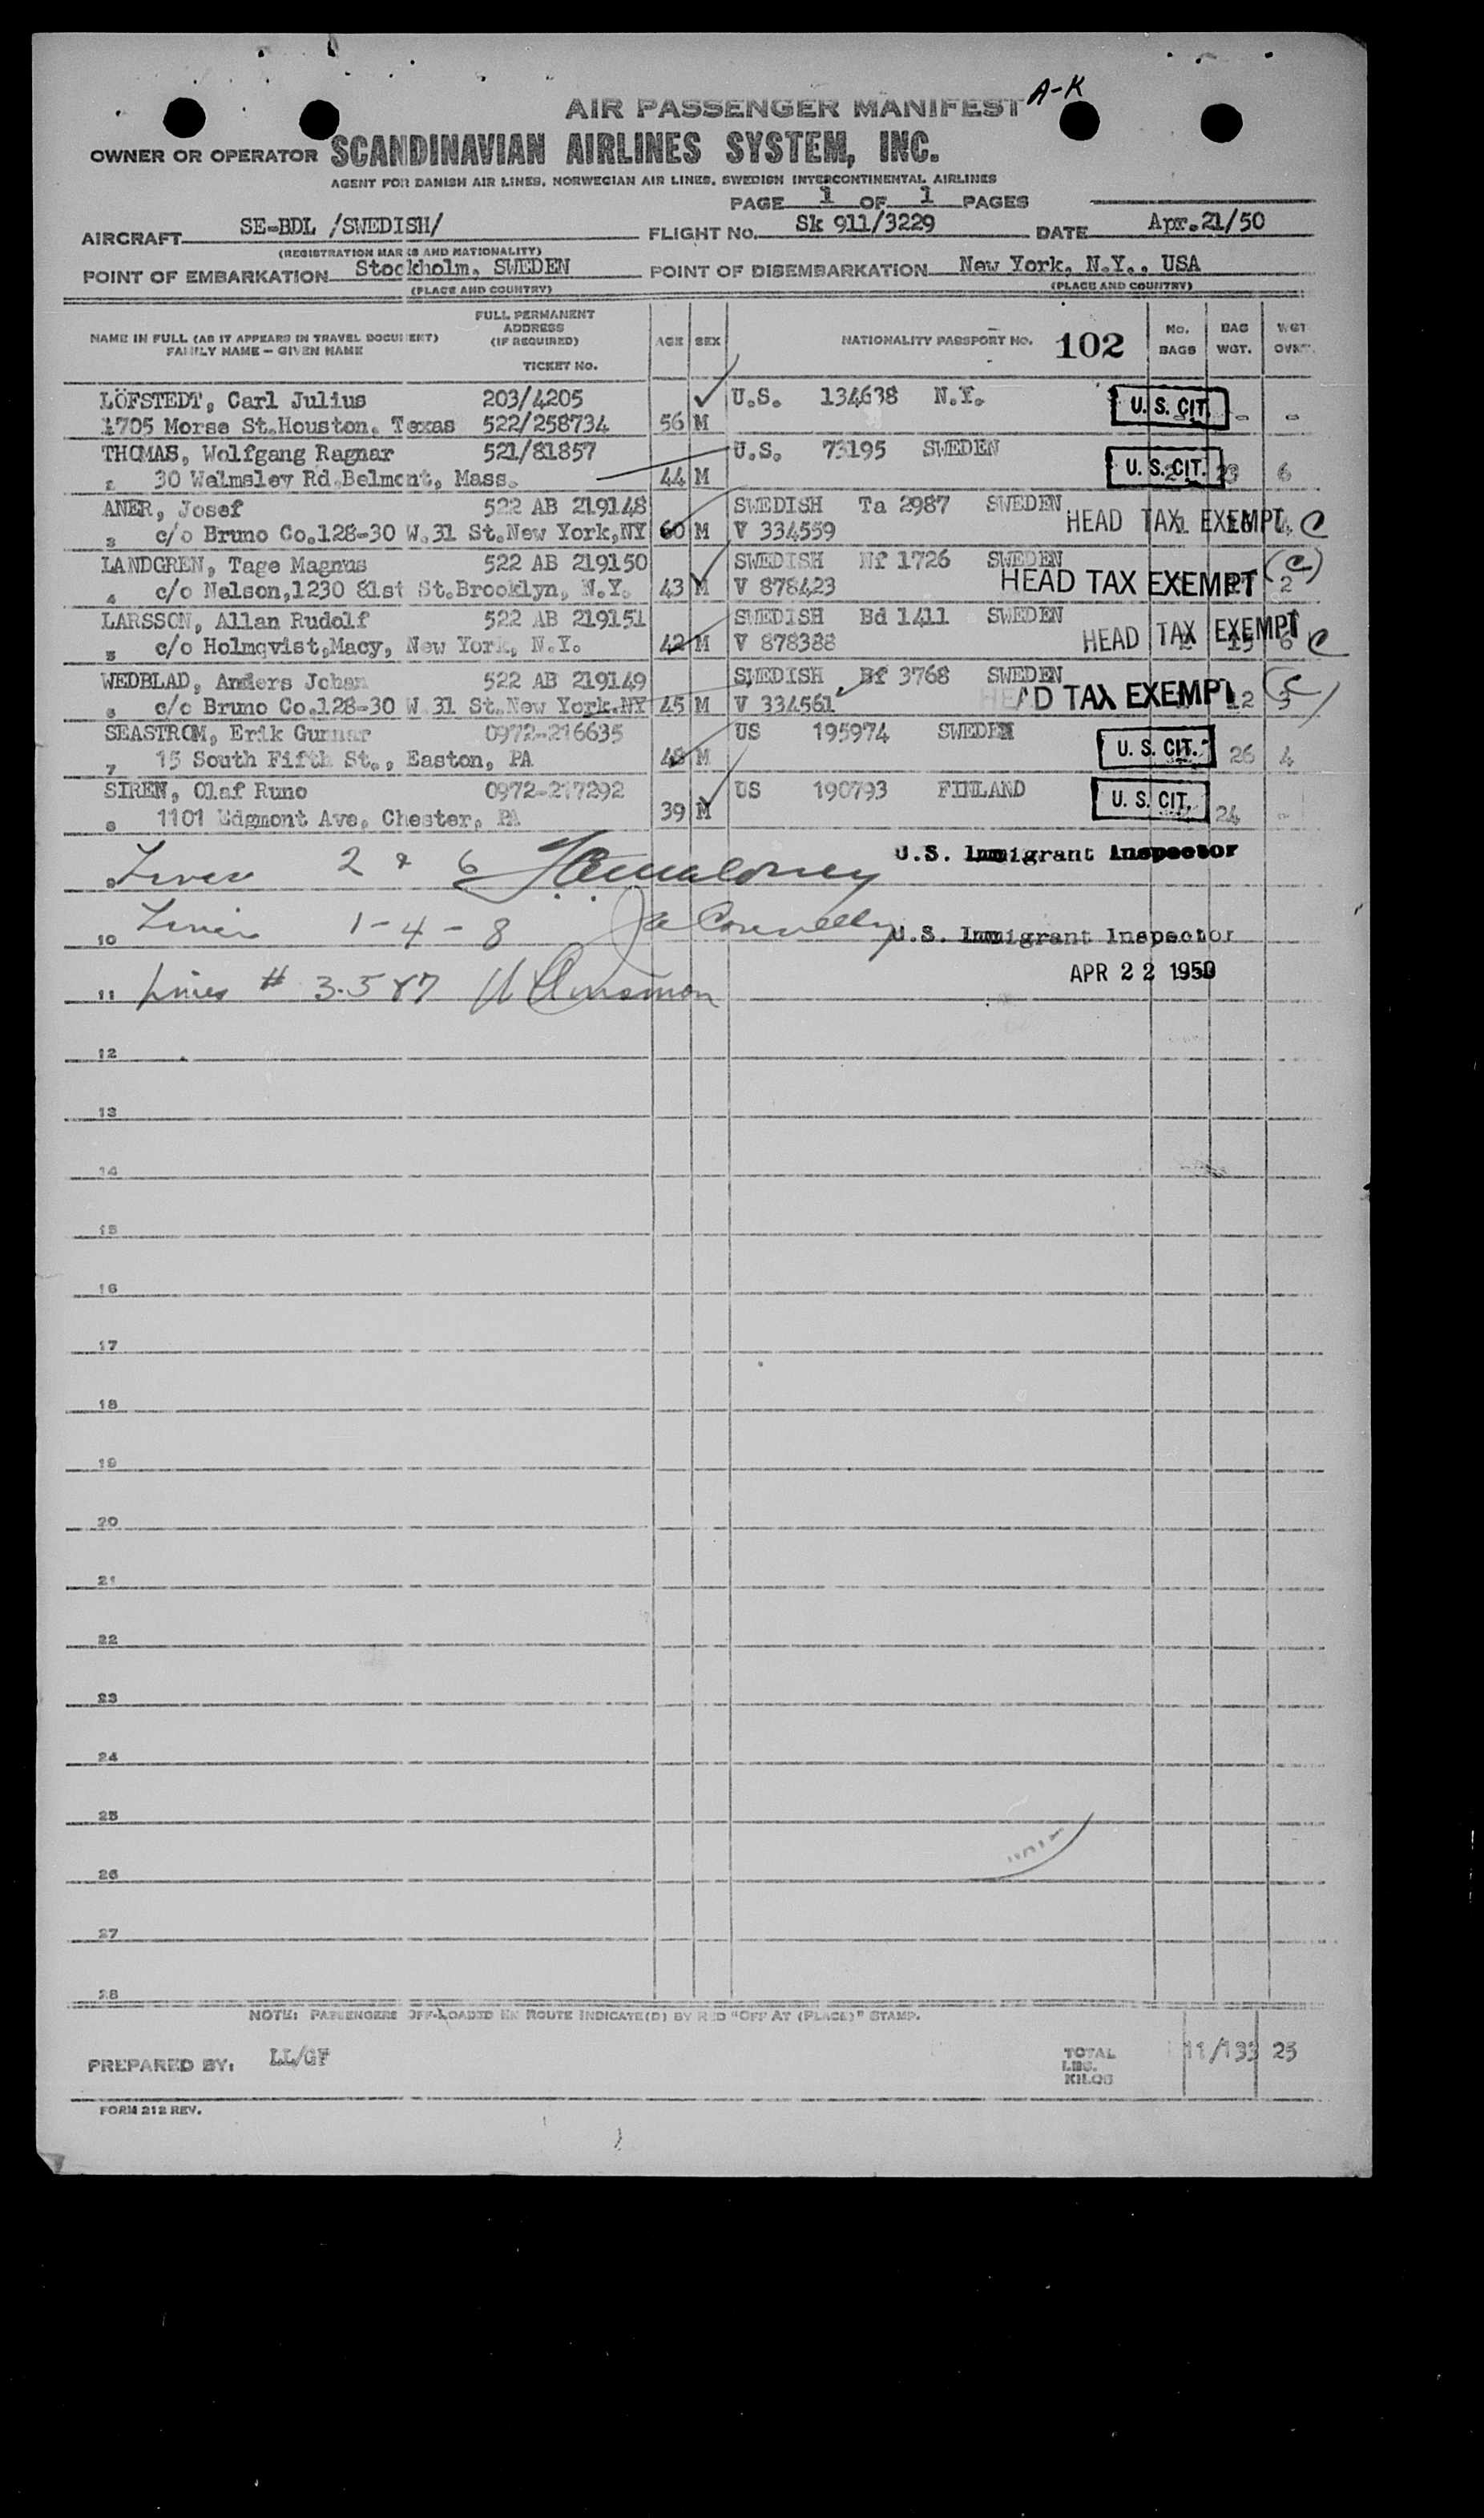 AIR PASSENGER MANIFEST A-K
OWNER OR OPERATOR SCANDINAVIAN AIRLINES SYSTEM, INC.
AGENT FOR DANISH AIR LINES, NORWEGIAN AIR LINES, SWEDISH INTERCONTINENTAL AIRLINES
PAGE 1 OF 1 PAGES
AIRCRAFT SE-BDL /SWEDISH/ FLIGHT NO. Sk 911/3229 DATE Apr.21/50
(REGISTRATION MARKS AND NATIONALITY)
POINT OF EMBARKATION Stockholm, SWEDEN POINT OF DISEMBARKATION New York, N.Y., USA
(PLACE AND COUNTRY) (PLACE AND COUNTRY)
NAME IN FULL (AS IT APPEARS IN TRAVEL DOCUMENT) FAMILY NAME – GIVEN NAME FULL PERMANENT ADDRESS (IF REQUIRED) TICKET NO. AGE SEX NATIONALITY PASSPORT NO. 102 NO. BAGS BAG WGT. WGT
LÖFSTEDT, Carl Julius 203/4205 U.S. 134638 N.Y. U.S. CIT.
1705 Morse St.Houston, Texas 522/258734 56 M - -
THOMAS, Wolfgang Ragnar 521/81857 U.S. 73195 SWEDEN
2 30 Walmsley Rd.Belmont, Mass. 44 M U.S. CIT. 23 6
ANER, Josef 522 AB 219148 SWEDISH Ta 2987 SWEDEN
3 c/o Bruno Co.128-30 W.31 St.New York,NY 60 M V 334559 HEAD TAX EXEMPT C
LANDGREN, Tage Magnus 522 AB 219150 SWEDISH Nf 1726 SWEDEN (C)
4 c/o Nelson,1230 81st St.Brooklyn, N.Y. 43 M V 878423 HEAD TAX EXEMPT 2
LARSSON, Allan Rudolf 522 AB 219151 SWEDISH Bd 1411 SWEDEN
5 c/o Holmqvist,Macy, New York, N.Y. 42 M V 878388 HEAD TAX EXEMPT 15 6 C
WEDBLAD, Anders Johan 522 AB 219149 SWEDISH Bf 3768 SWEDEN (C)
6 c/o Bruno Co.128-30 W 31 St.New York.NY 45 M V 334561 HEAD TAX EXEMPT 12 3
SEASTROM, Erik Gunnar 0972-216635 US 195974 SWEDEN
7 15 South Fifth St., Easton, PA 48 M U.S. CIT. 26 4
SIREN, Olaf Runo 0972-217292 US 190793 FINLAND U.S. CIT.
8 1101 Edgmont Ave, Chester, PA 39 M 24
Lines 2 & 6 U.S. Immigrant Inspector
10 Lines 1-4-8 U.S. Immigrant Inspector
APR 22 1950
11 Lines # 3.5 & 7
12
13
14
15
16
17
18
19
20
21
22
23
24
25
26
27
28
NOTE: PASSENGERS OFF-LOADED EN ROUTE INDICATE(D) BY RED "OFF AT (PLACE)" STAMP.
PREPARED BY: LL/GF TOTAL LBS. KILOS 11/133 25
FORM 212 REV.